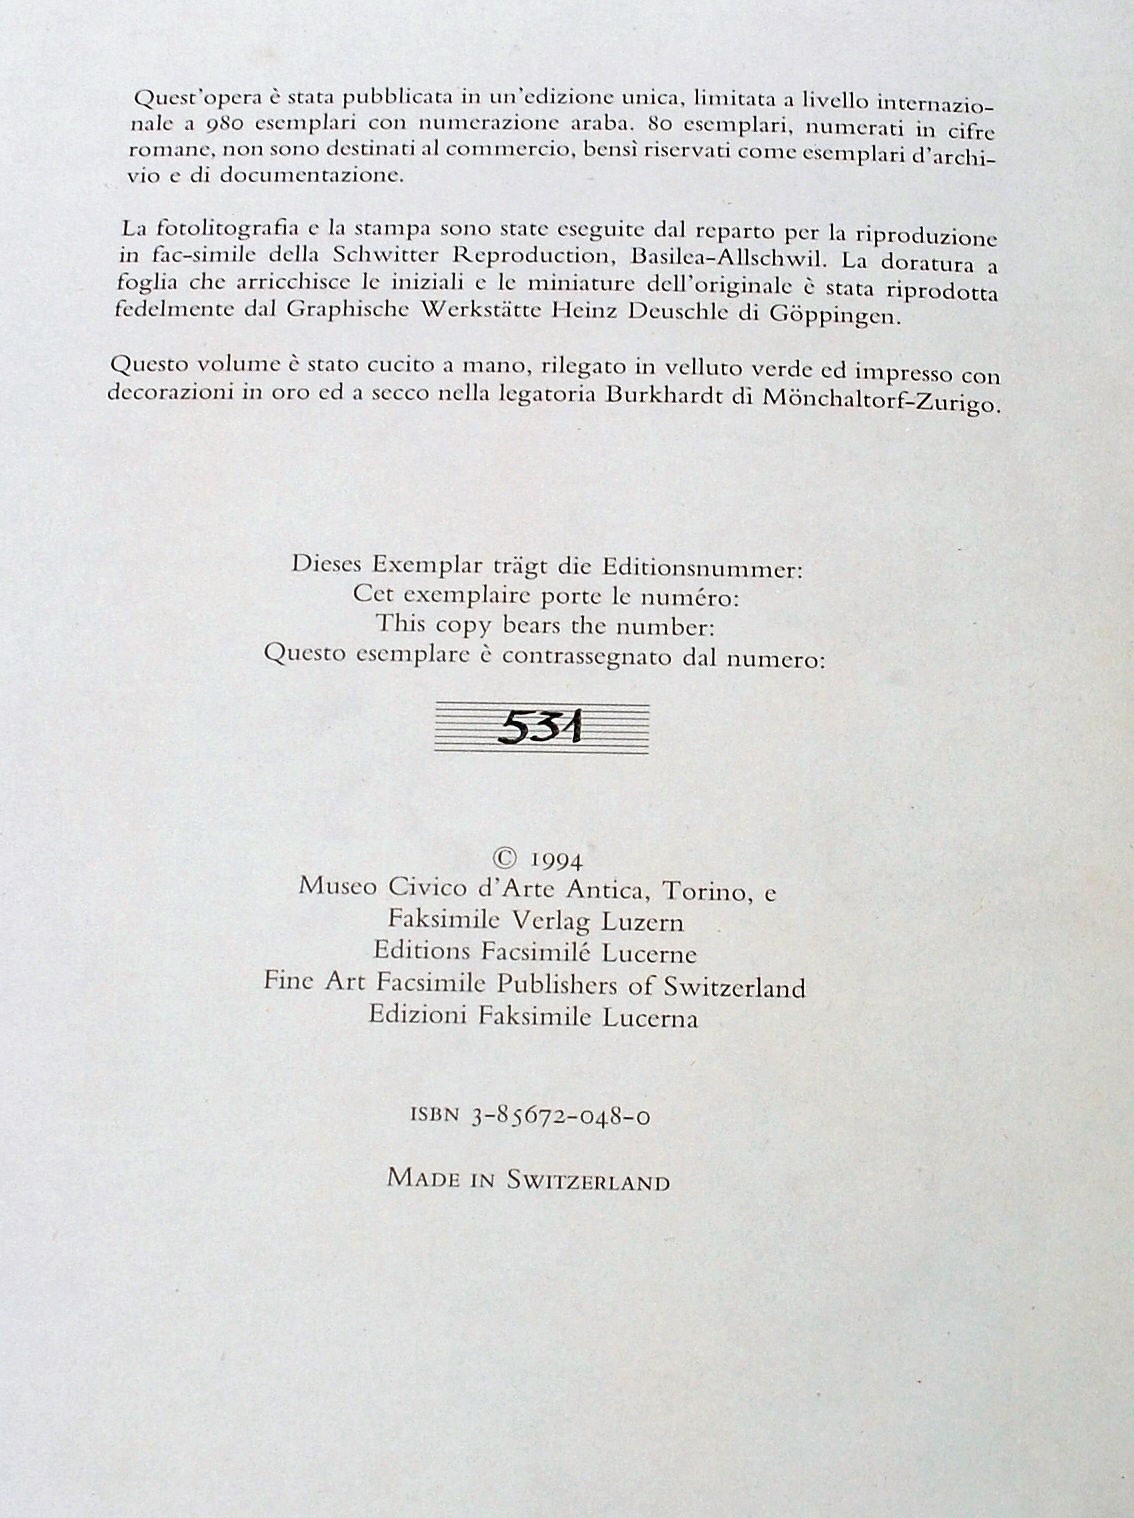 Quest'opera è stata pubblicata in un'edizione unica, limitata a livello internazio-
nale a 980 esemplari con numerazione araba. 80 esemplari, numerati in cifre
romane, non sono destinati al commercio, bensì riservati come esemplari d'archi-
vio e di documentazione.
La fotolitografia e la stampa sono state eseguite dal reparto per la riproduzione
in fac-simile della Schwitter Reproduction, Basilea-Allschwil. La doratura a
foglia che arricchisce le iniziali e le miniature dell'originale è stata riprodotta
fedelmente dal Graphische Werkstätte Heinz Deuschle di Göppingen.
Questo volume è stato cucito a mano, rilegato in velluto verde ed impresso con
decorazioni in oro ed a secco nella legatoria Burkhardt di Mönchaltorf-Zurigo.
Dieses Exemplar trägt die Editionsnummer:
Cet exemplaire porte le numéro:
This copy bears the number:
Questo esemplare è contrassegnato dal numero:
531
© 1994
Museo Civico d'Arte Antica, Torino, e
Faksimile Verlag Luzern
Editions Facsimilé Lucerne
Fine Art Facsimile Publishers of Switzerland
Edizioni Faksimile Lucerna
ISBN 3-85672-048-0
MADE IN SWITZERLAND